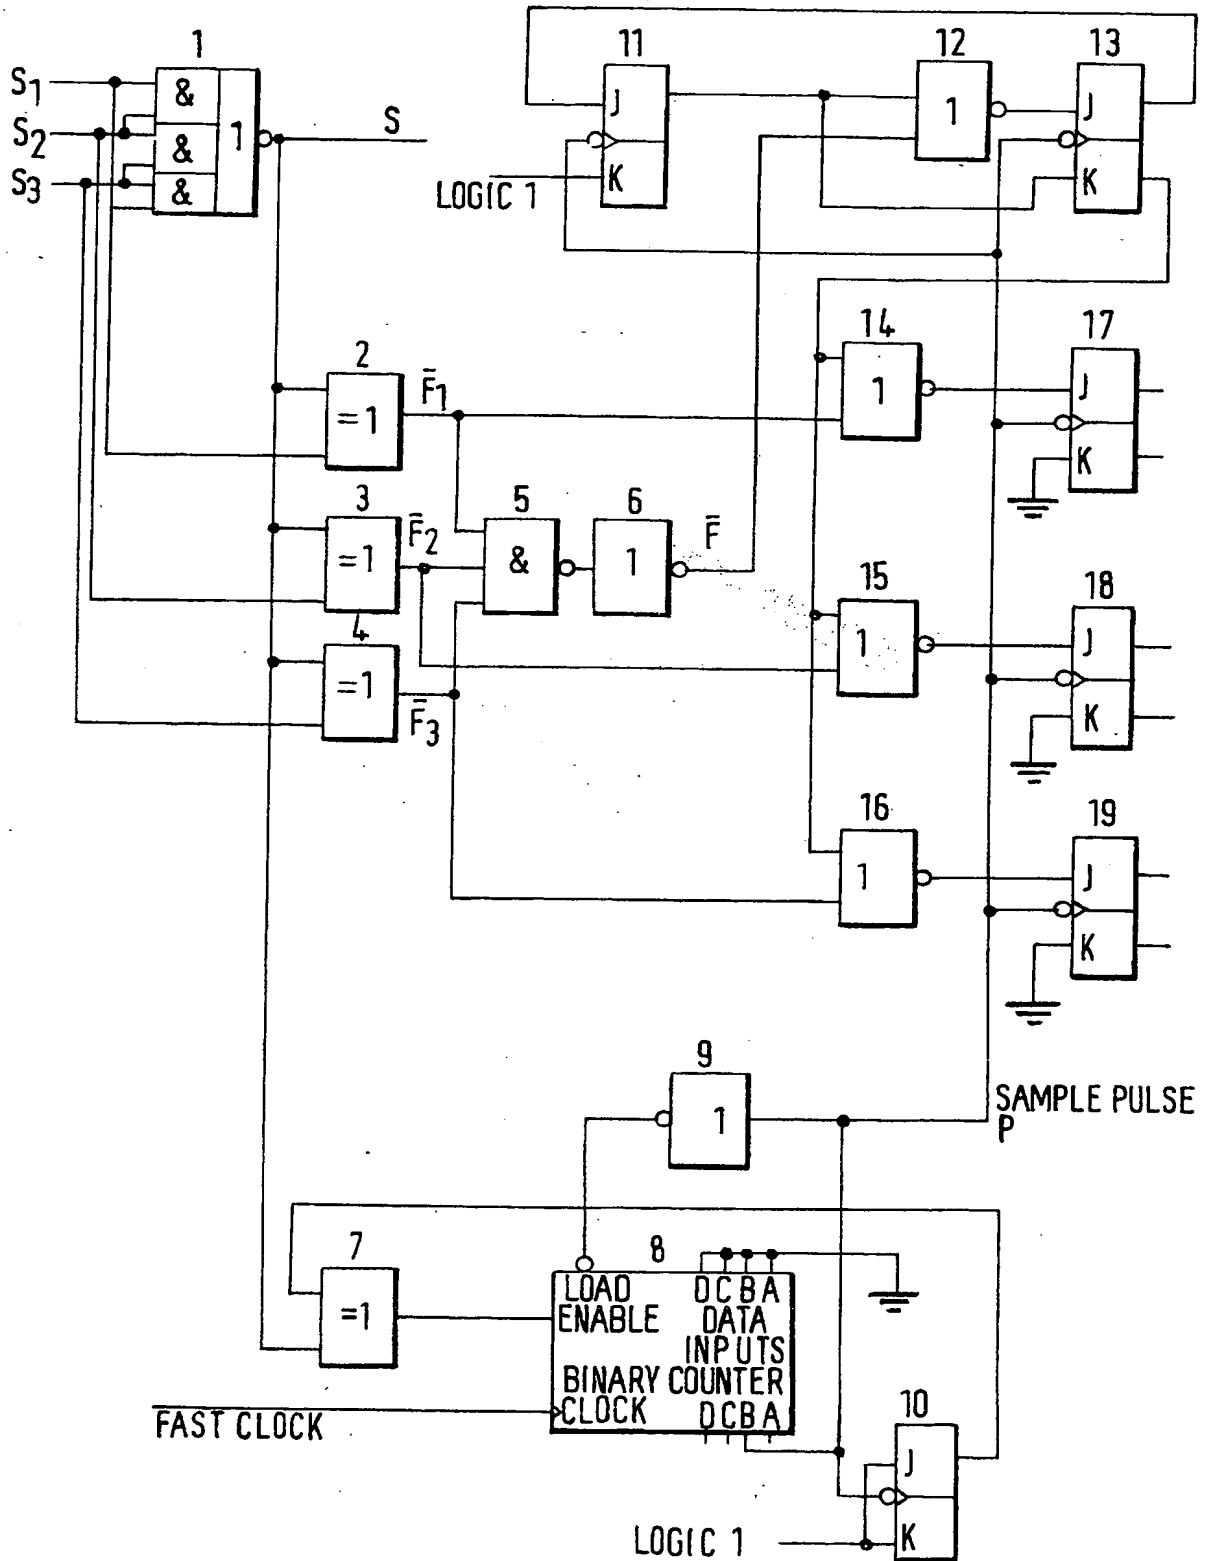 1
S1
S2
S3
&
&
&
1
S
11
J
K
LOGIC 1
12
1
13
J
K
2
=1
F̄1
3
=1
F̄2
4
=1
F̄3
5
&
6
1
F̄
14
1
15
1
16
1
17
J
K
18
J
K
19
J
K
9
1
SAMPLE PULSE
P
7
=1
8
LOAD
ENABLE
D C B A
DATA
INPUTS
BINARY COUNTER
CLOCK
D C B A
FAST CLOCK
10
J
K
LOGIC 1